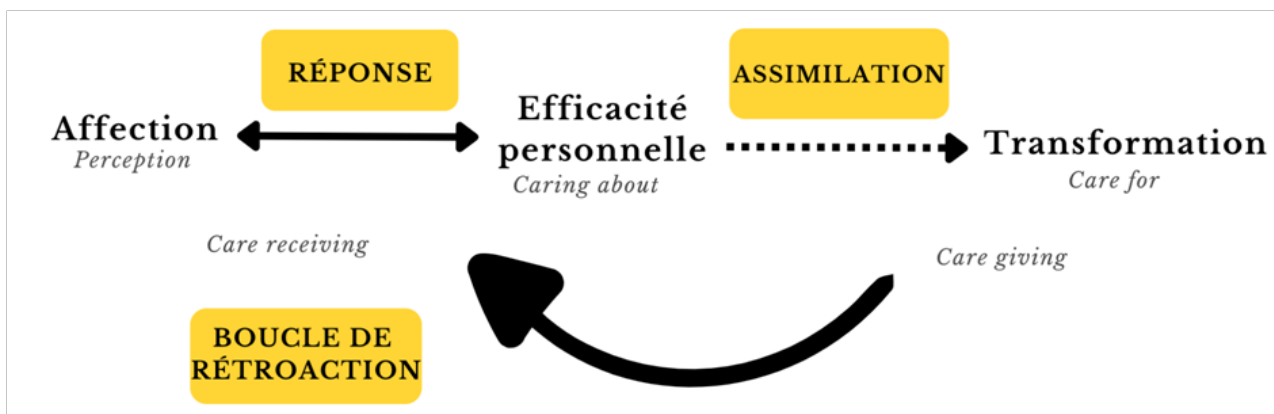 RÉPONSE
ASSIMILATION
Affection
Perception
Efficacité
personnelle
Caring about
Transformation
Care for
Care receiving
Care giving
BOUCLE DE
RÉTROACTION